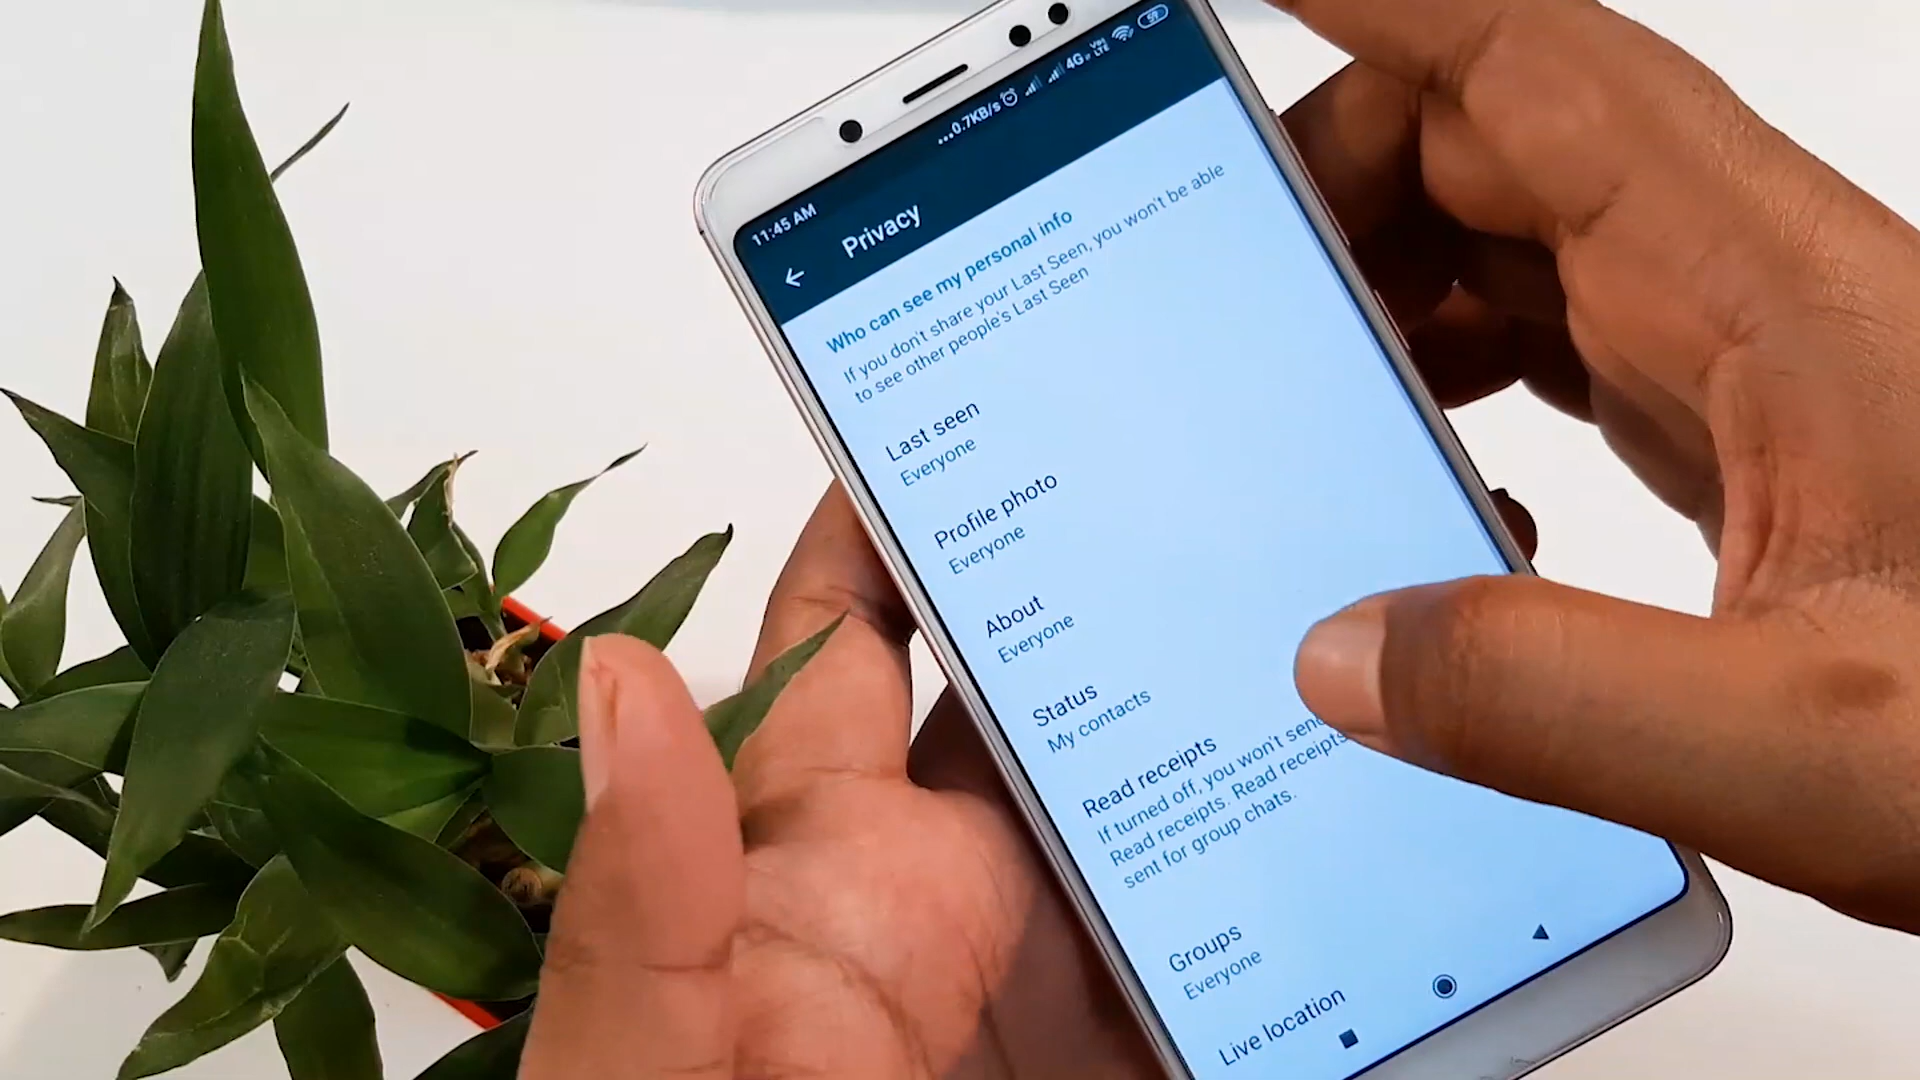 11:45 AM
...0.7KB/s
4G
Vo
LTE
59
Privacy
Who can see my personal info
If you don't share your Last Seen, you won't be able
to see other people's Last Seen
Last seen
Everyone
Profile photo
Everyone
About
Everyone
Status
My contacts
Read receipts
If turned off, you won't send
Read receipts. Read receipts
sent for group chats.
Groups
Everyone
Live location